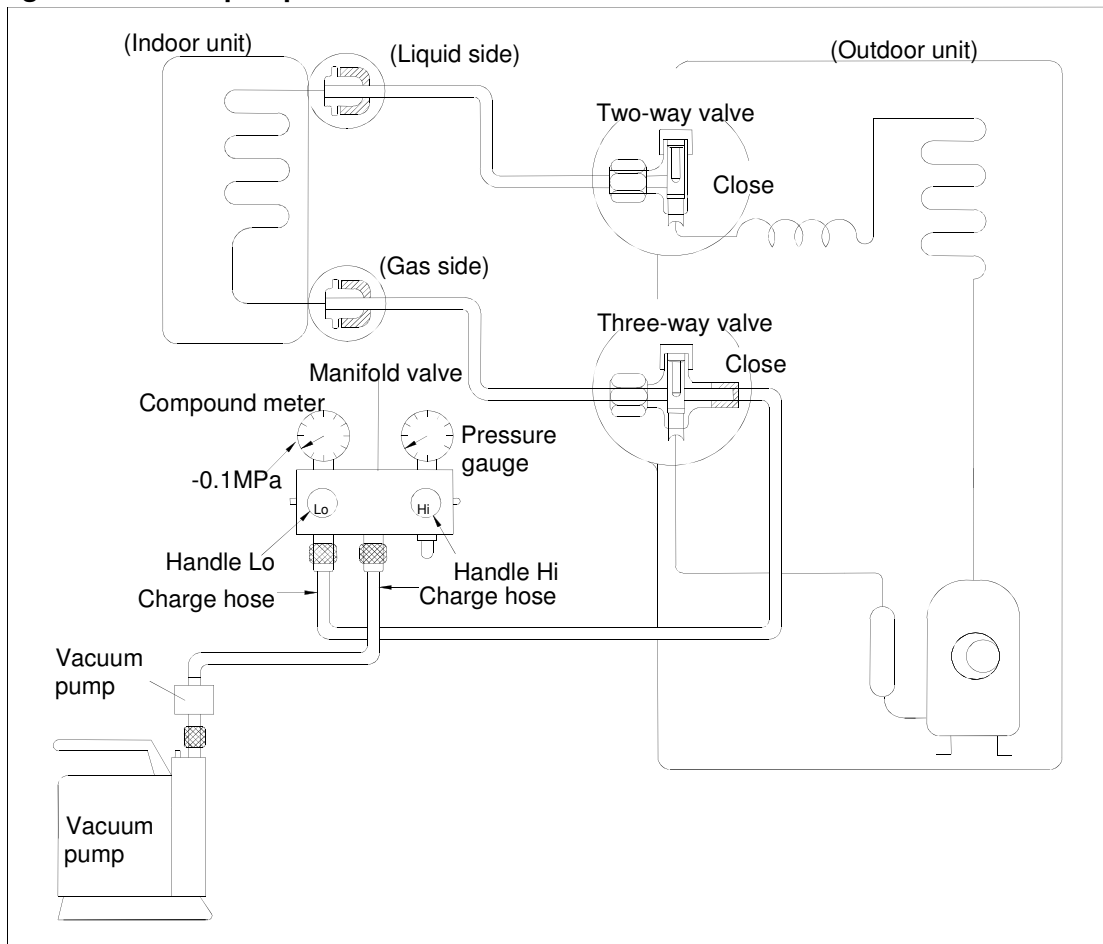 (Indoor unit)
(Liquid side)
(Outdoor unit)
Two-way valve
Close
(Gas side)
Three-way valve
Close
Manifold valve
Compound meter
Pressure
gauge
-0.1MPa
Lo
Hi
Handle Lo
Handle Hi
Charge hose
Charge hose
Vacuum
pump
Vacuum
pump